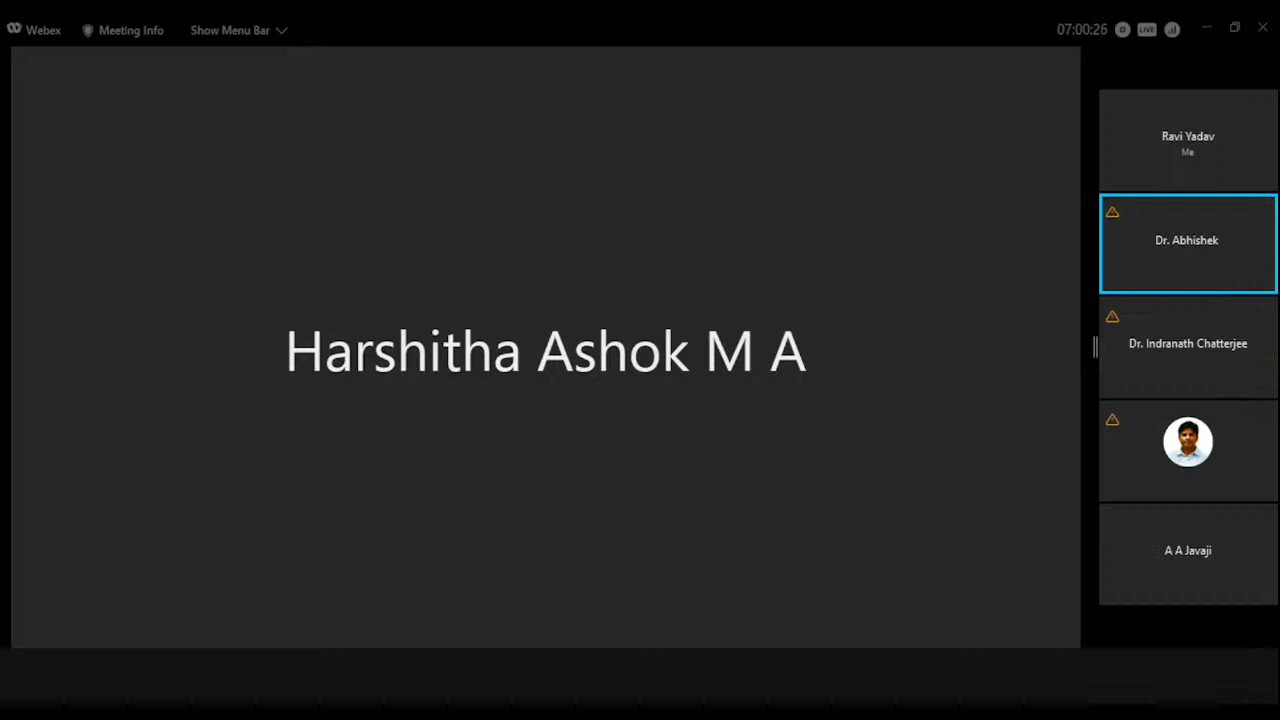 Webex
Meeting Info
Show Menu Bar
07:00:26
LIVE
Ravi Yadav
Me
Dr. Abhishek
Harshitha Ashok M A
Dr. Indranath Chatterjee
A A Javaji